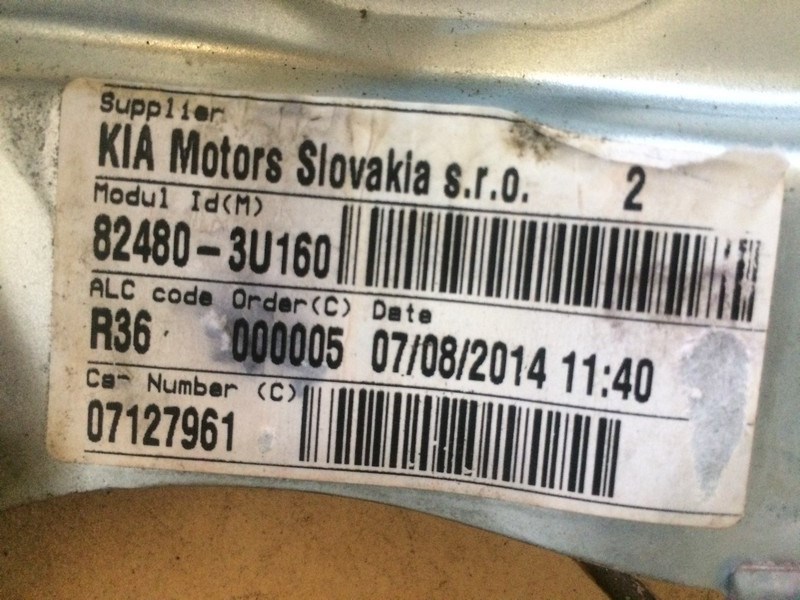 Supplier
KIA Motors Slovakia s.r.o. 2
Modul Id(M)
82480-3U160
ALC code Order(C) Date
R36 000005 07/08/2014 11:40
Car Number (C)
07127961